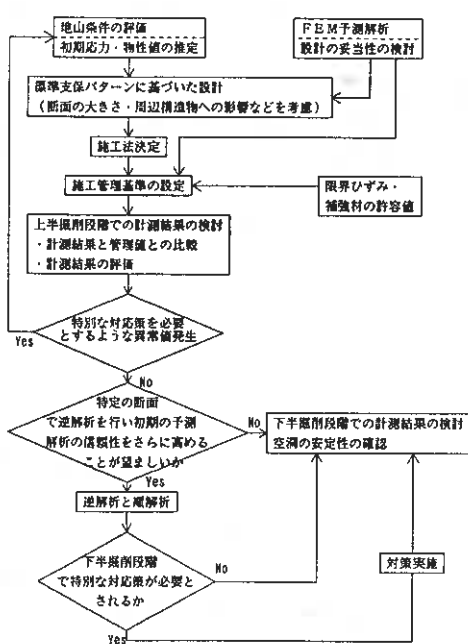 地山条件の評価
初期応力・物性値の推定
ＦＥＭ予測解析
設計の妥当性の検討
標準支保パターンに基づいた設計
（断面の大きさ・周辺構造物への影響などを考慮）
施工法決定
施工管理基準の設定
限界ひずみ・
補強材の許容値
上半掘削段階での計測結果の検討
・計測結果と管理値との比較
・計測結果の評価
特別な対応策を必要
とするような異常値発生
Yes
No
特定の断面
で逆解析を行い初期の予測
解析の信頼性をさらに高める
ことが望ましいか
No
下半掘削段階での計測結果の検討
空洞の安定性の確認
Yes
逆解析と順解析
下半掘削段階
で特別な対応策が必要と
されるか
No
対策実施
Yes